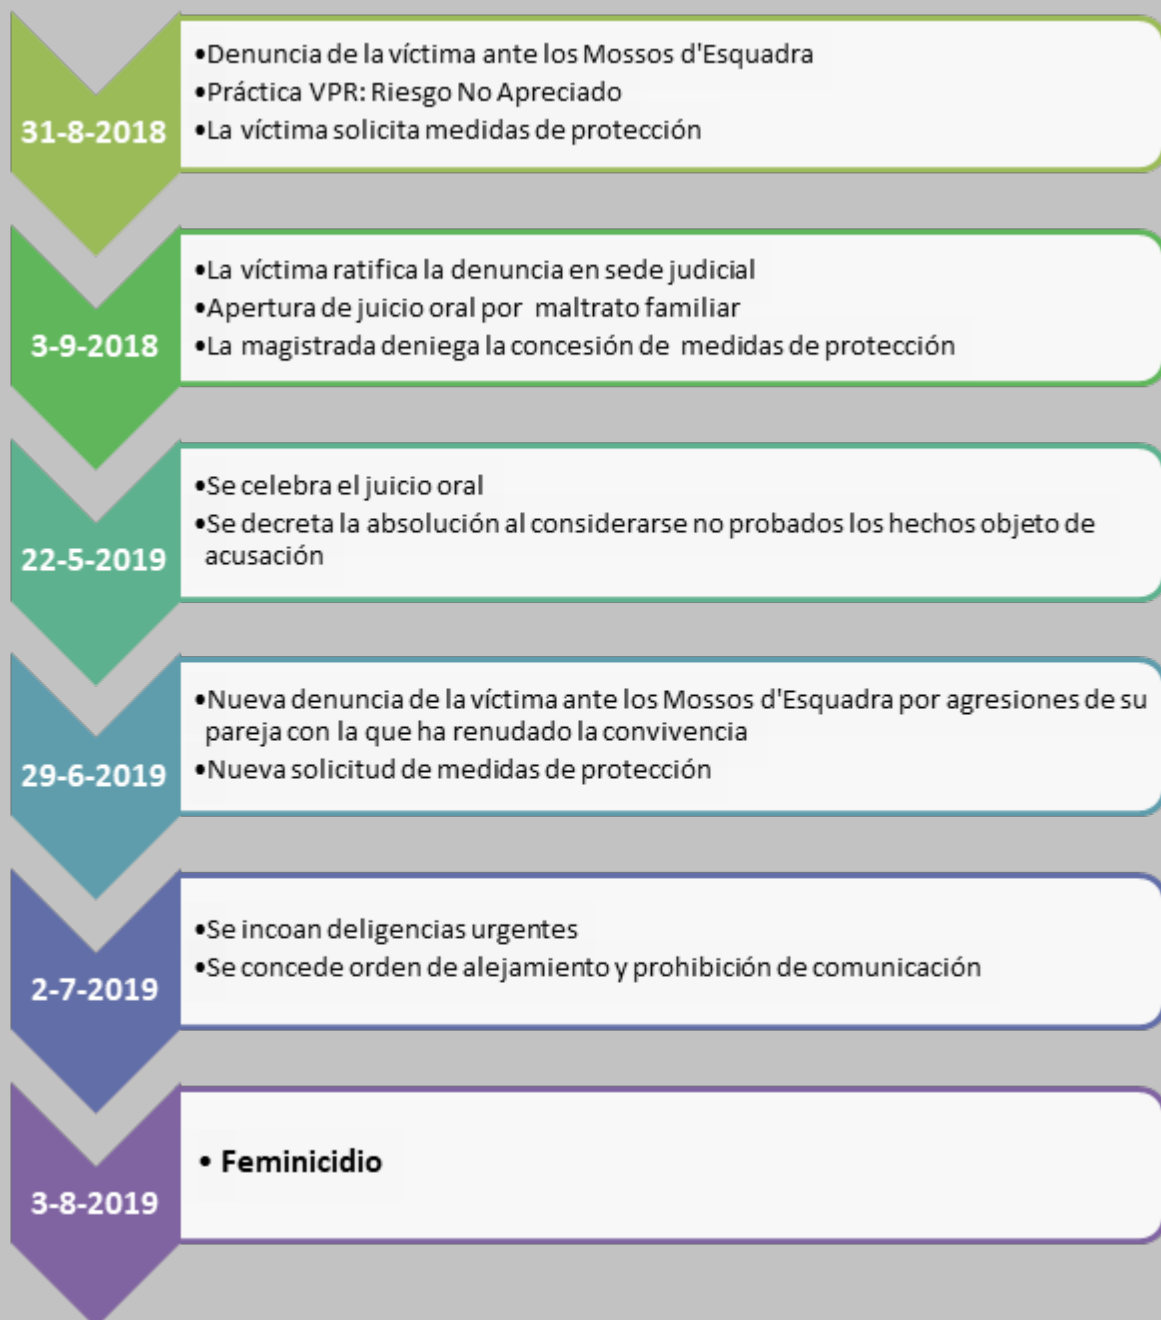 31-8-2018
•Denuncia de la víctima ante los Mossos d'Esquadra
•Práctica VPR: Riesgo No Apreciado
•La víctima solicita medidas de protección
3-9-2018
•La víctima ratifica la denuncia en sede judicial
•Apertura de juicio oral por maltrato familiar
•La magistrada deniega la concesión de medidas de protección
22-5-2019
•Se celebra el juicio oral
•Se decreta la absolución al considerarse no probados los hechos objeto de
acusación
29-6-2019
•Nueva denuncia de la víctima ante los Mossos d'Esquadra por agresiones de su
pareja con la que ha renudado la convivencia
•Nueva solicitud de medidas de protección
2-7-2019
•Se incoan deligencias urgentes
•Se concede orden de alejamiento y prohibición de comunicación
3-8-2019
• Feminicidio